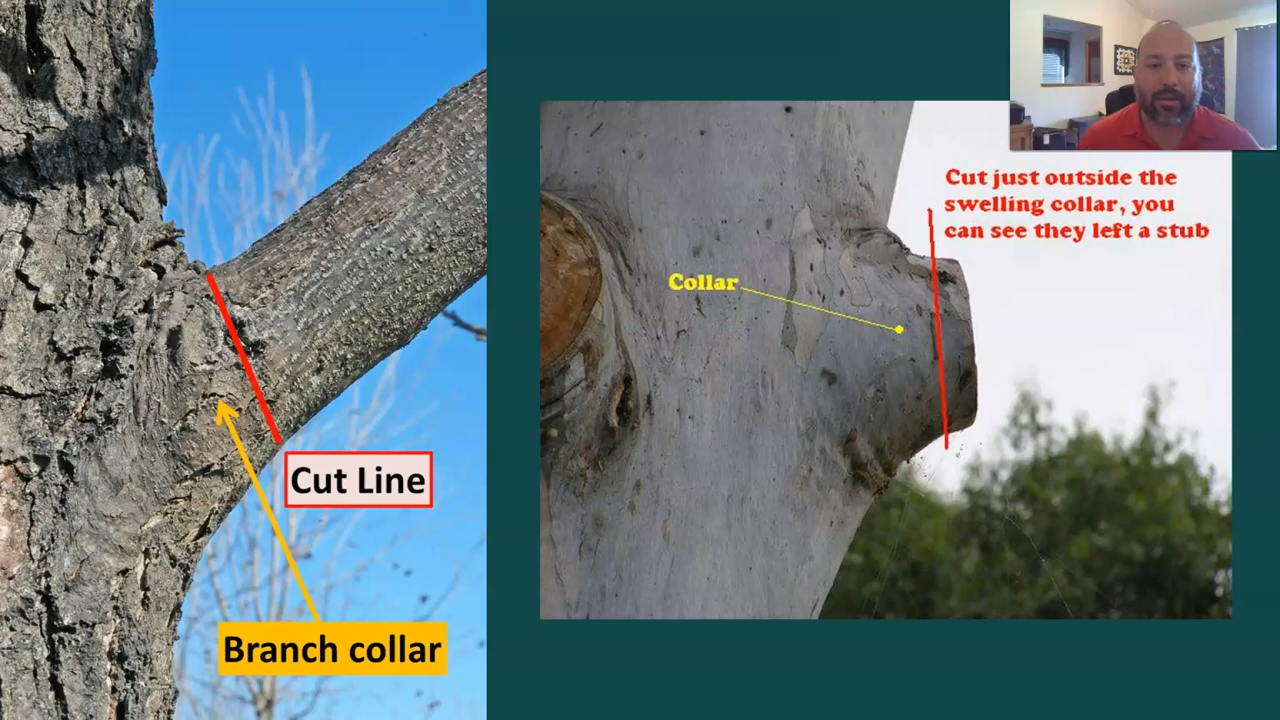 Cut Line
Branch collar
Collar
Cut just outside the
swelling collar, you
can see they left a stub